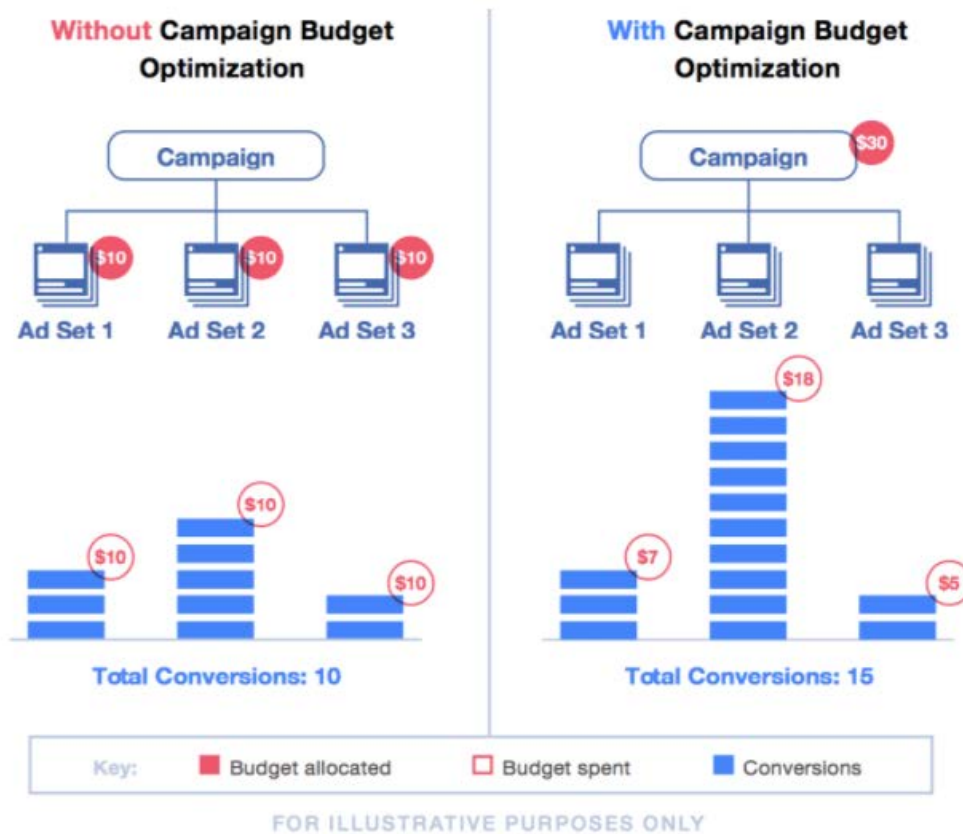 Without Campaign Budget
Optimization
Campaign
$10
$10
$10
Ad Set 1
Ad Set 2
Ad Set 3
$10
$10
$10
Total Conversions: 10
With Campaign Budget
Optimization
Campaign
$30
Ad Set 1
Ad Set 2
Ad Set 3
$18
$7
$5
Total Conversions: 15
Key:
Budget allocated
Budget spent
Conversions
FOR ILLUSTRATIVE PURPOSES ONLY